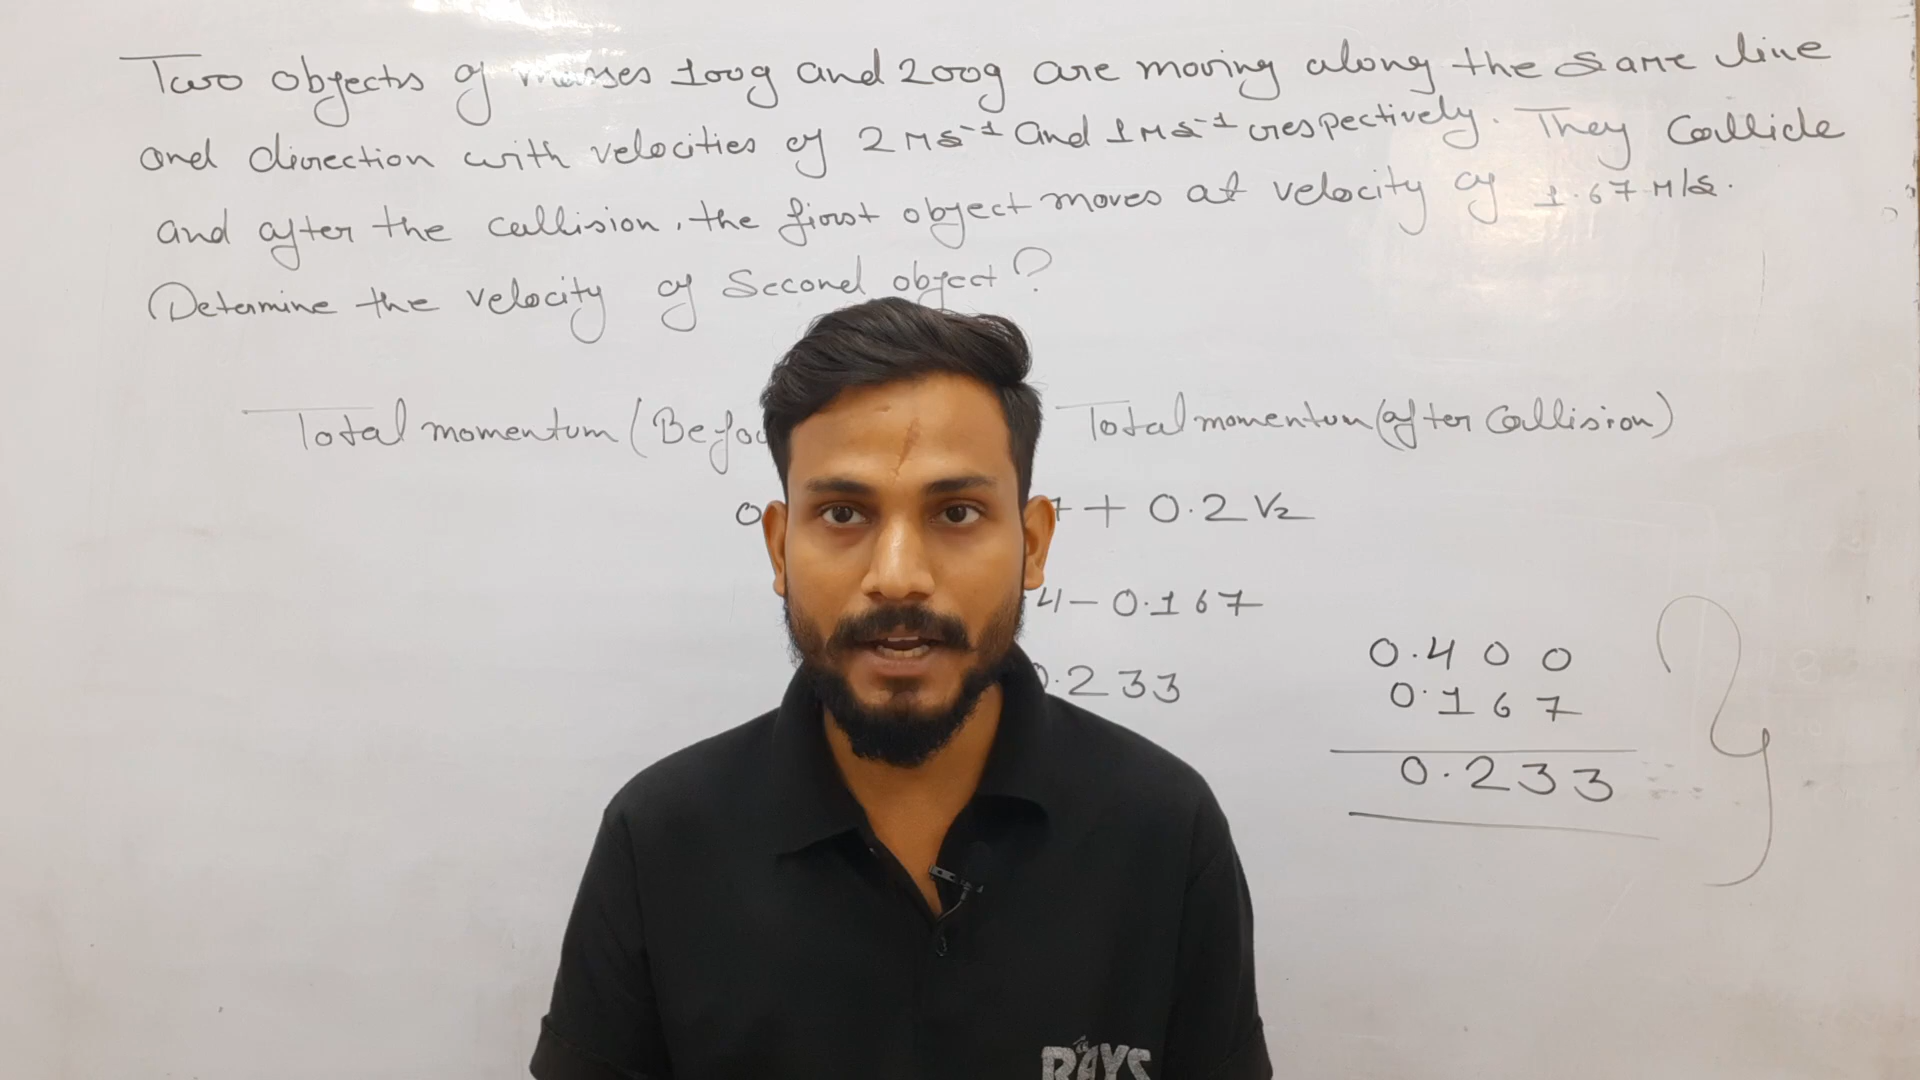 Two objects of masses 100g and 200g are moving along the same line
and direction with velocities of 2 ms⁻¹ and 1 ms⁻¹ respectively. They Collide
and after the collision, the first object moves at velocity of 1.67 m/s.
Determine the velocity of Second object?
Total momentum (Befo Total momentum (after Collision)
0 7 + 0.2 V₂
4 - 0.167
0.233
0.400
0.167
0.233
RAYS